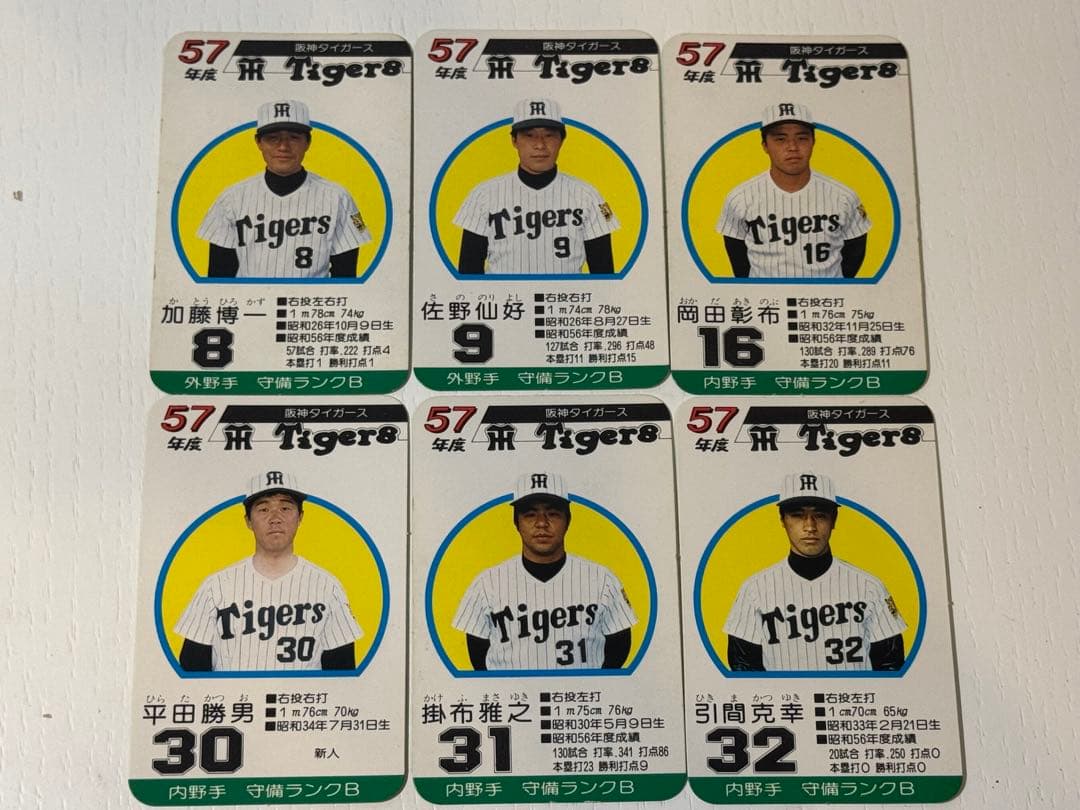 57年度
阪神タイガース
Tigers
Tigers
8
か とう ひろ かず
加藤博一
8
■右投左右打
■1m78cm 74kg
■昭和26年10月9日生
■昭和56年度成績
57試合 打率.222 打点4
本塁打1 勝利打点1
外野手 守備ランクB
57年度
阪神タイガース
Tigers
Tigers
9
さ の のり よし
佐野仙好
9
■右投右打
■1m74cm 78kg
■昭和26年8月27日生
■昭和56年度成績
127試合 打率.296 打点48
本塁打11 勝利打点15
外野手 守備ランクB
57年度
阪神タイガース
Tigers
Tigers
16
おか だ あき のぶ
岡田彰布
16
■右投右打
■1m76cm 75kg
■昭和32年11月25日生
■昭和56年度成績
130試合 打率.289 打点76
本塁打20 勝利打点11
内野手 守備ランクB
57年度
阪神タイガース
Tigers
Tigers
30
ひら た かつ お
平田勝男
30
■右投右打
■1m76cm 70kg
■昭和34年7月31日生
新人
内野手 守備ランクB
57年度
阪神タイガース
Tigers
Tigers
31
かけ ふ まさ ゆき
掛布雅之
31
■右投左打
■1m75cm 76kg
■昭和30年5月9日生
■昭和56年度成績
130試合 打率.341 打点86
本塁打23 勝利打点9
内野手 守備ランクB
57年度
阪神タイガース
Tigers
Tigers
32
ひき ま かつ ゆき
引間克幸
32
■右投左打
■1cm70cm 65kg
■昭和33年2月21日生
■昭和56年度成績
20試合 打率.250 打点0
本塁打0 勝利打点0
内野手 守備ランクB